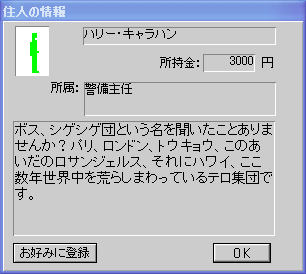 住人の情報
ハリー・キャラハン
所持金: 3000 円
所属: 警備主任
ボス、シゲシゲ団という名を聞いたことありま
せんか？パリ、ロンドン、トウキョウ、このあ
いだのロサンジェルス、それにハワイ、ここ
数年世界中を荒らしまわっているテロ集団で
す。
お好みに登録
OK